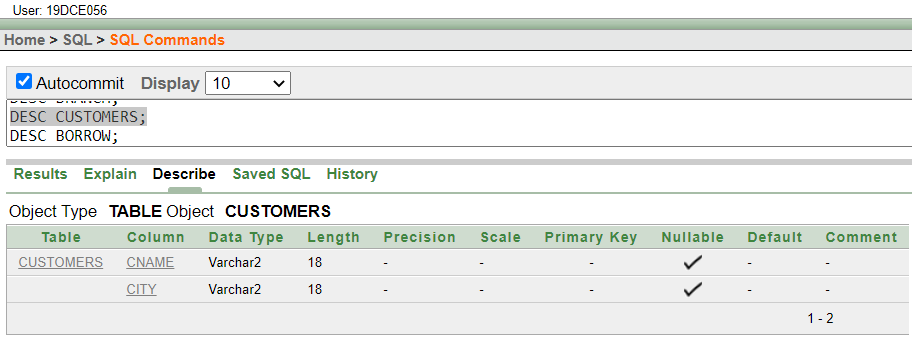 User: 19DCE056
Home > SQL > SQL Commands
Autocommit Display 10
DESC BRANCH;
DESC CUSTOMERS;
DESC BORROW;
Results Explain Describe Saved SQL History
Object Type TABLE Object CUSTOMERS
Table Column Data Type Length Precision Scale Primary Key Nullable Default Comment
CUSTOMERS CNAME Varchar2 18 - - - - -
CITY Varchar2 18 - - - - -
1 - 2